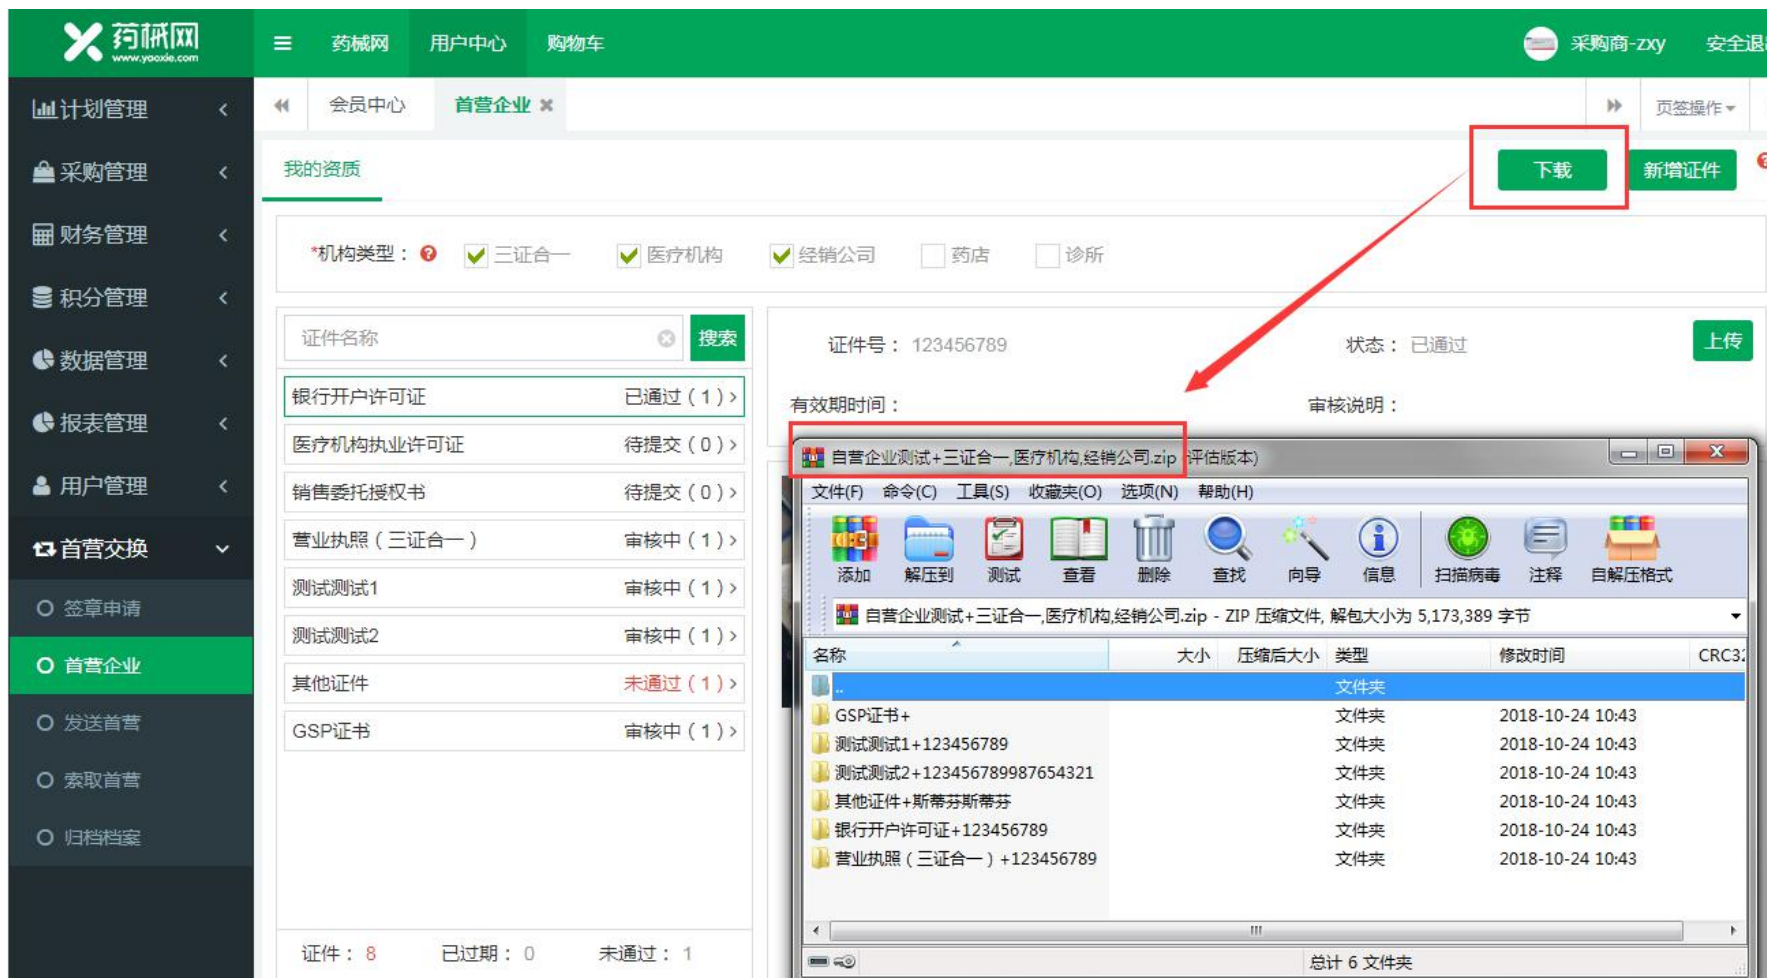 药械网 www.yaoxie.com
药械网 用户中心 购物车 采购商-zxy 安全退
计划管理
采购管理
财务管理
积分管理
数据管理
报表管理
用户管理
首营交换
签章申请
首营企业
发送首营
索取首营
归档档案
会员中心 首营企业 页签操作
我的资质 下载 新增证件
*机构类型： 三证合一 医疗机构 经销公司 药店 诊所
证件名称 搜索
银行开户许可证 已通过（1）
医疗机构执业许可证 待提交（0）
销售委托授权书 待提交（0）
营业执照（三证合一） 审核中（1）
测试测试1 审核中（1）
测试测试2 审核中（1）
其他证件 未通过（1）
GSP证书 审核中（1）
证件：8 已过期：0 未通过：1
证件号：123456789 状态：已通过 上传
有效期时间： 审核说明：
自营企业测试+三证合一,医疗机构,经销公司.zip 评估版本)
文件(F) 命令(C) 工具(S) 收藏夹(O) 选项(N) 帮助(H)
添加 解压到 测试 查看 删除 查找 向导 信息 扫描病毒 注释 自解压格式
自营企业测试+三证合一,医疗机构,经销公司.zip - ZIP 压缩文件, 解包大小为 5,173,389 字节
名称 大小 压缩后大小 类型 修改时间 CRC32
.. 文件夹
GSP证书+ 文件夹 2018-10-24 10:43
测试测试1+123456789 文件夹 2018-10-24 10:43
测试测试2+123456789987654321 文件夹 2018-10-24 10:43
其他证件+斯蒂芬斯蒂芬 文件夹 2018-10-24 10:43
银行开户许可证+123456789 文件夹 2018-10-24 10:43
营业执照（三证合一）+123456789 文件夹 2018-10-24 10:43
总计 6 文件夹